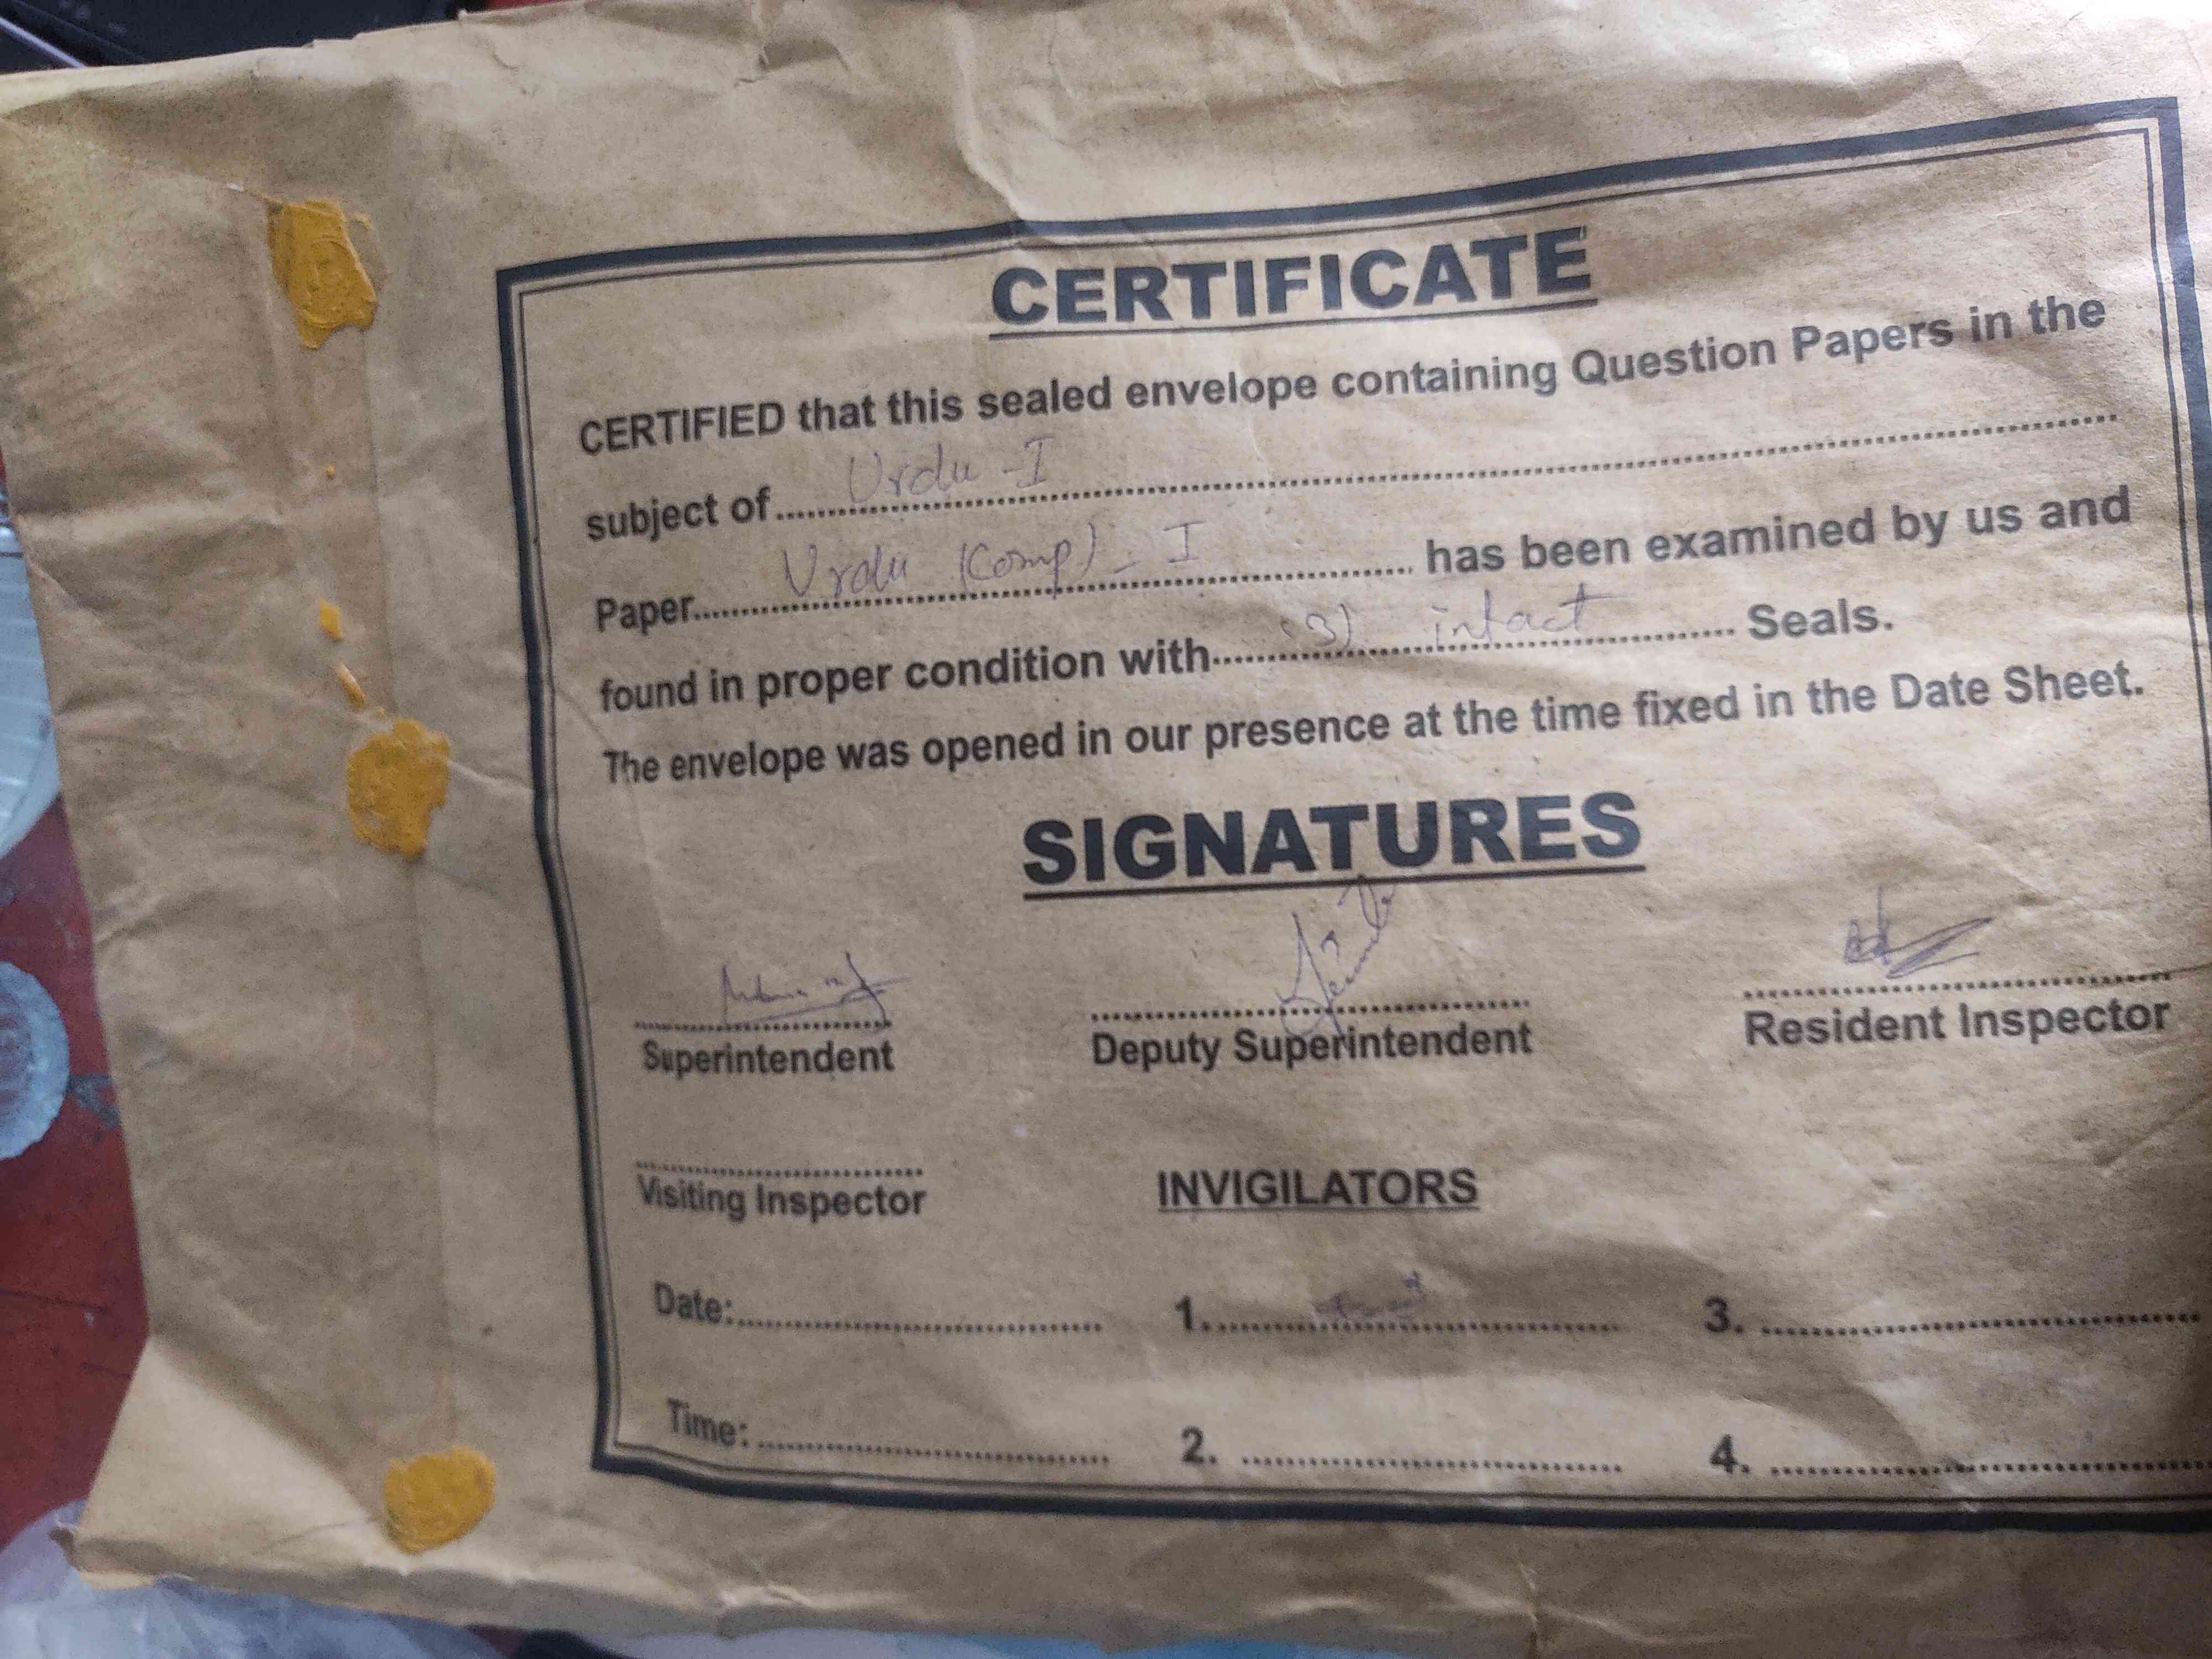 CERTIFICATE
CERTIFIED that this sealed envelope containing Question Papers in the
subject of Urdu - I
Paper Urdu (Comp) - I has been examined by us and
found in proper condition with (3) intact Seals.
The envelope was opened in our presence at the time fixed in the Date Sheet.
SIGNATURES
Superintendent Deputy Superintendent Resident Inspector
Visiting Inspector INVIGILATORS
Date: 1. 3.
Time: 2. 4.